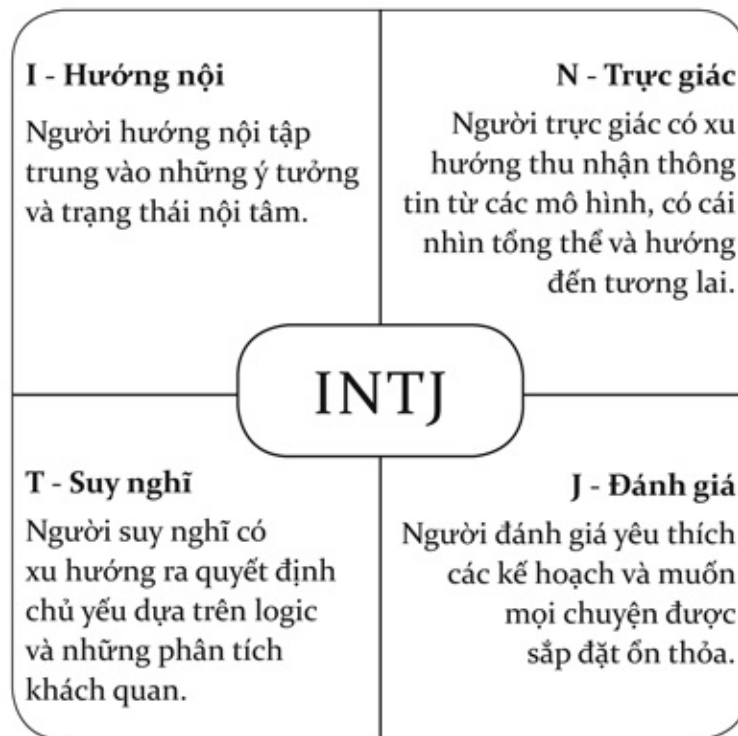 I - Hướng nội
Người hướng nội tập
trung vào những ý tưởng
và trạng thái nội tâm.
N - Trực giác
Người trực giác có xu
hướng thu nhận thông
tin từ các mô hình, có cái
nhìn tổng thể và hướng
đến tương lai.
INTJ
T - Suy nghĩ
Người suy nghĩ có
xu hướng ra quyết định
chủ yếu dựa trên logic
và những phân tích
khách quan.
J - Đánh giá
Người đánh giá yêu thích
các kế hoạch và muốn
mọi chuyện được
sắp đặt ổn thỏa.